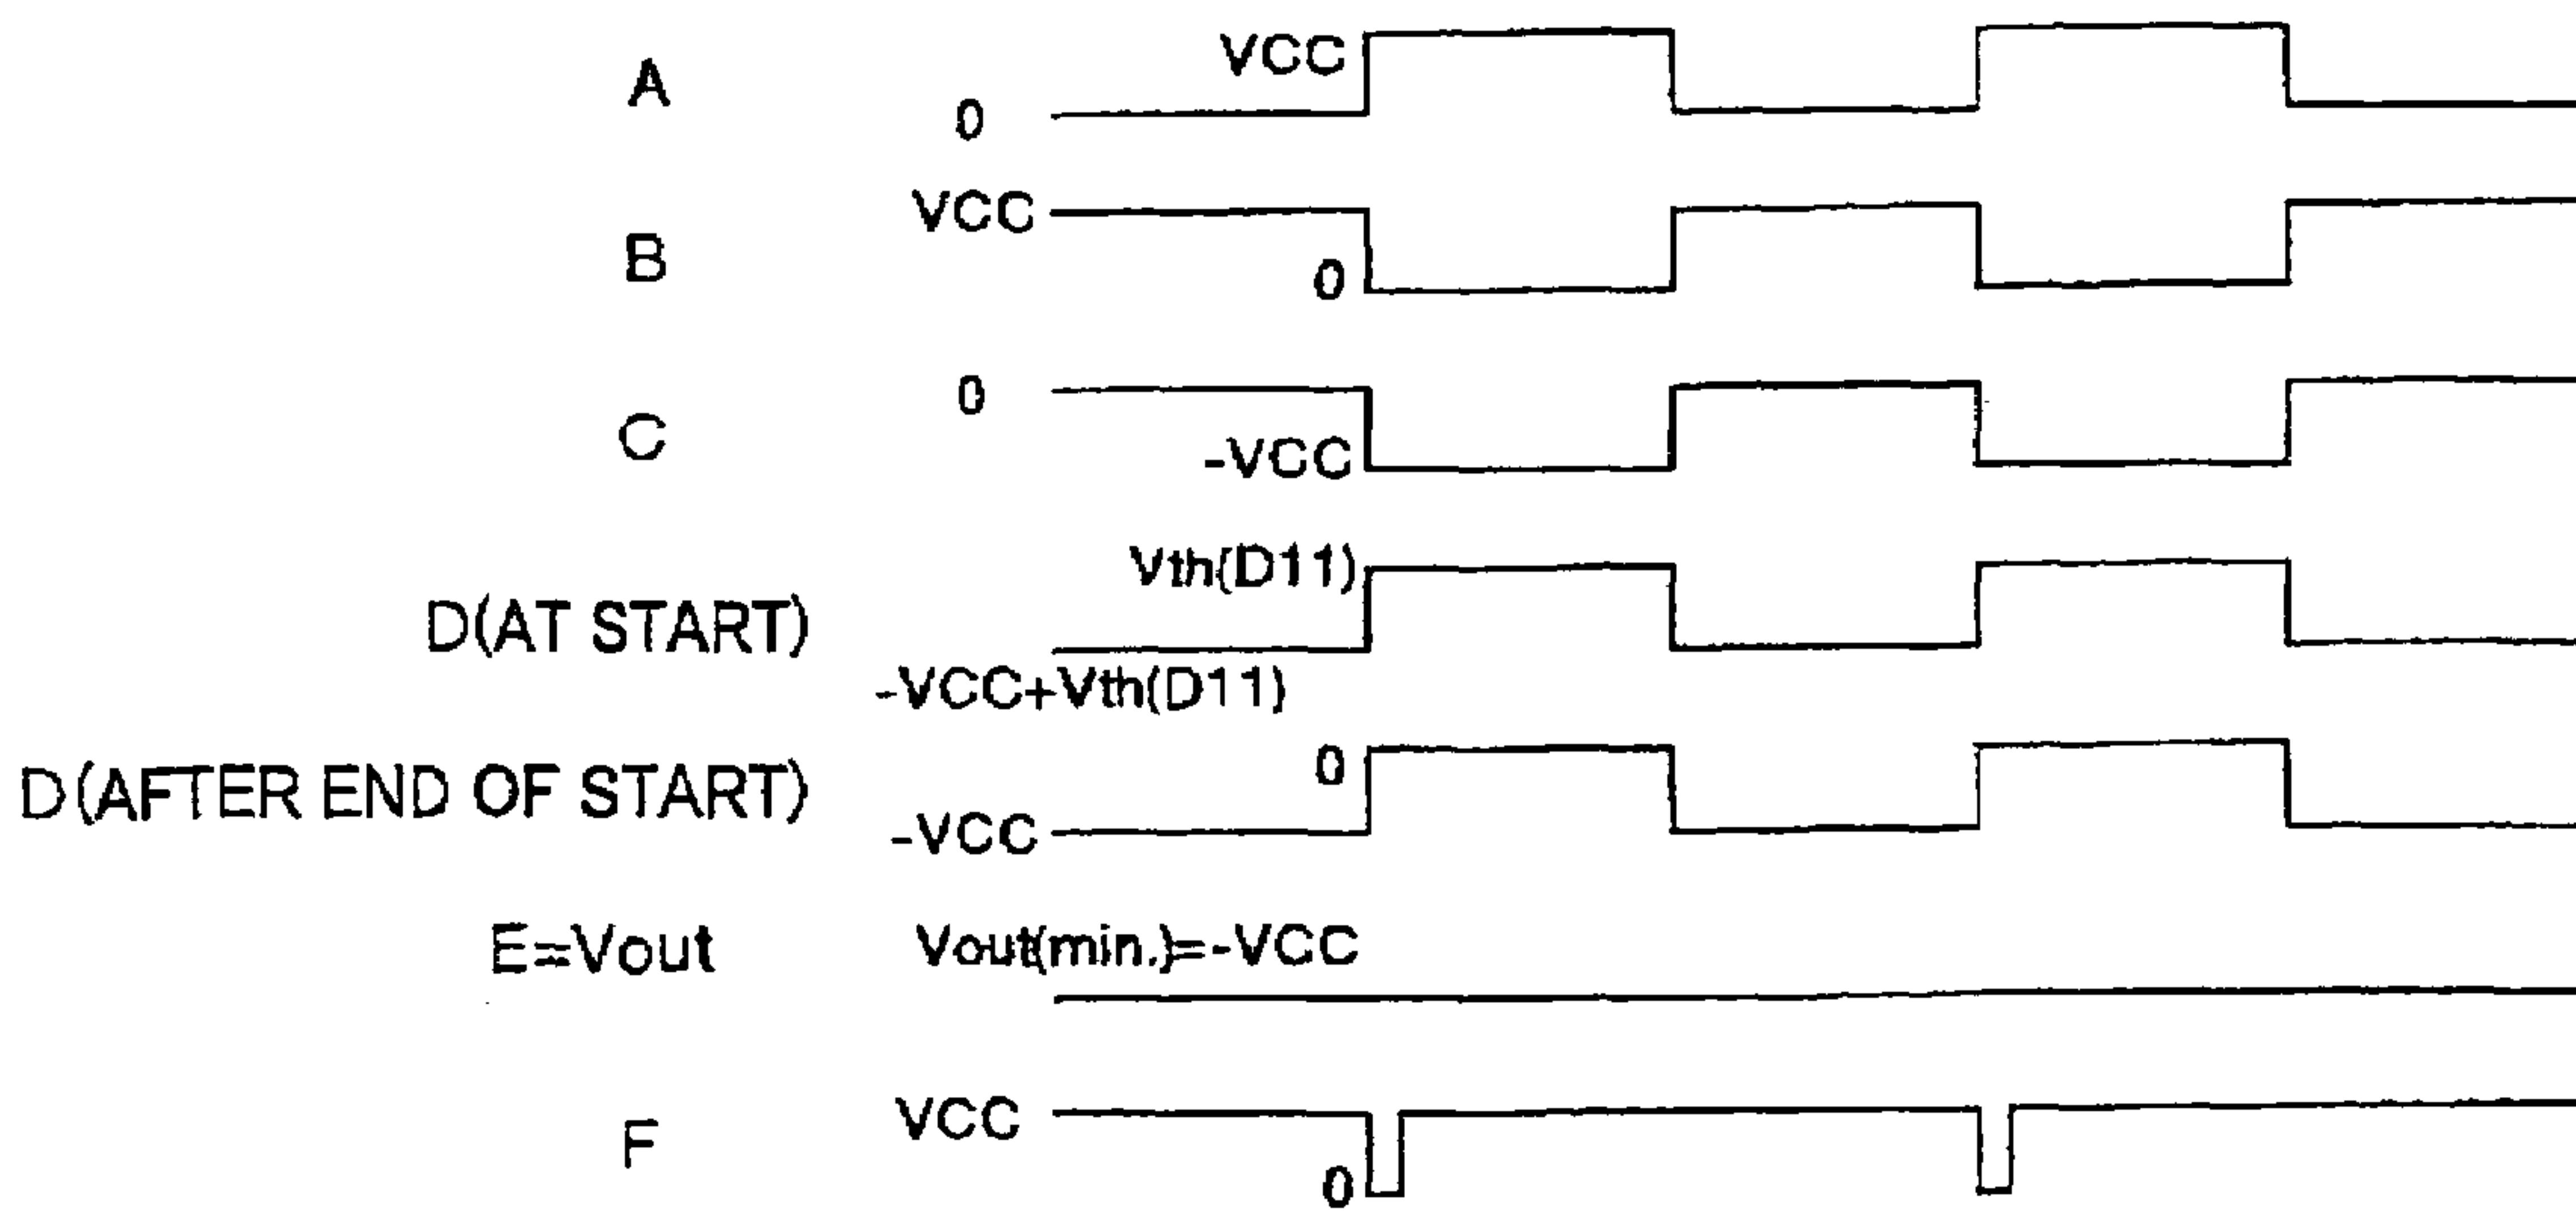 A VCC
0
B VCC
0
C 0
-VCC
D(AT START) Vth(D11)
-VCC+Vth(D11)
D(AFTER END OF START) 0
-VCC
E=Vout Vout(min.)=-VCC
F VCC
0